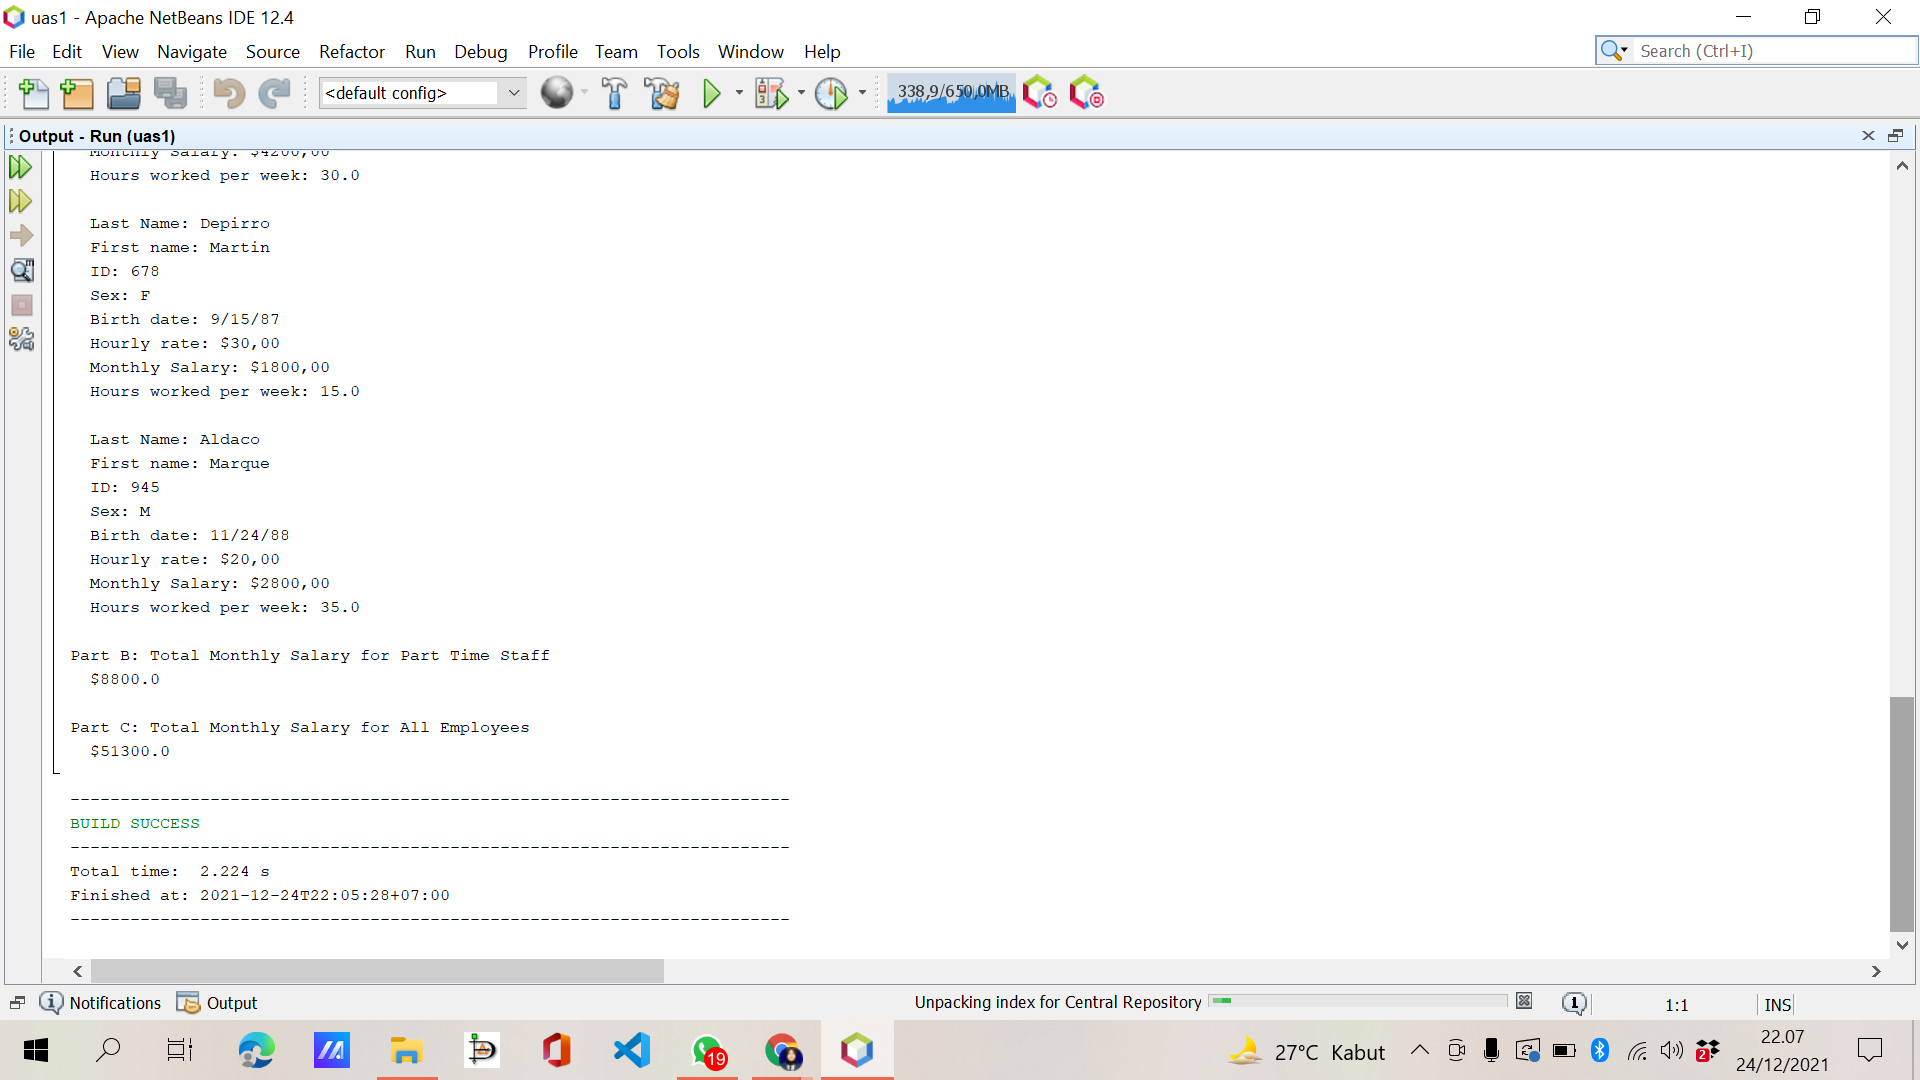 uas1 - Apache NetBeans IDE 12.4
File Edit View Navigate Source Refactor Run Debug Profile Team Tools Window Help
Search (Ctrl+I)
<default config>
338,9/650,0MB
Output - Run (uas1)
Monthly Salary: $4200,00
Hours worked per week: 30.0
Last Name: Depirro
First name: Martin
ID: 678
Sex: F
Birth date: 9/15/87
Hourly rate: $30,00
Monthly Salary: $1800,00
Hours worked per week: 15.0
Last Name: Aldaco
First name: Marque
ID: 945
Sex: M
Birth date: 11/24/88
Hourly rate: $20,00
Monthly Salary: $2800,00
Hours worked per week: 35.0
Part B: Total Monthly Salary for Part Time Staff
$8800.0
Part C: Total Monthly Salary for All Employees
$51300.0
------------------------------------------------------------------------
BUILD SUCCESS
------------------------------------------------------------------------
Total time:  2.224 s
Finished at: 2021-12-24T22:05:28+07:00
------------------------------------------------------------------------
Notifications Output
Unpacking index for Central Repository
1
1:1
INS
19
27°C Kabut
2
22.07
24/12/2021